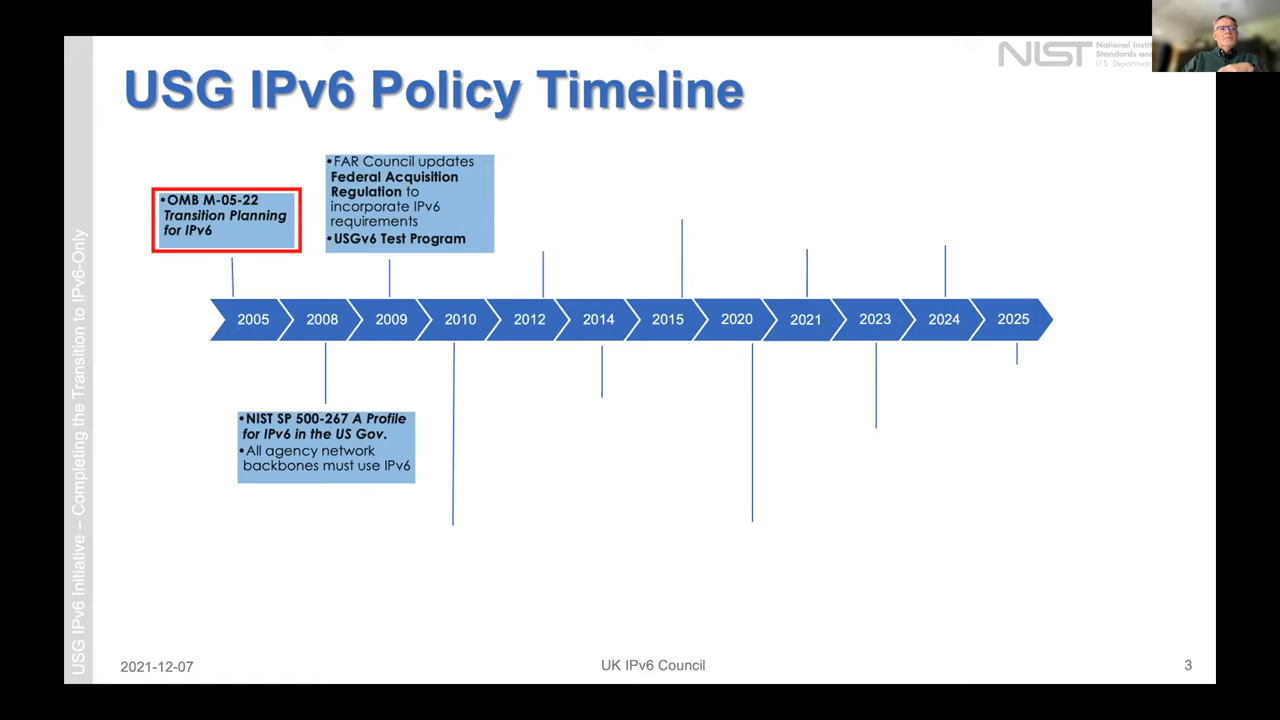 NIST
National Insti
Standards an
U.S. Departmen
USG IPv6 Policy Timeline
•OMB M-05-22
Transition Planning
for IPv6
•FAR Council updates
Federal Acquisition
Regulation to
incorporate IPv6
requirements
•USGv6 Test Program
2005 2008 2009 2010 2012 2014 2015 2020 2021 2023 2024 2025
•NIST SP 500-267 A Profile
for IPv6 in the US Gov.
•All agency network
backbones must use IPv6
USG IPv6 Initiative – Completing the Transition to IPv6-Only
2021-12-07
UK IPv6 Council
3